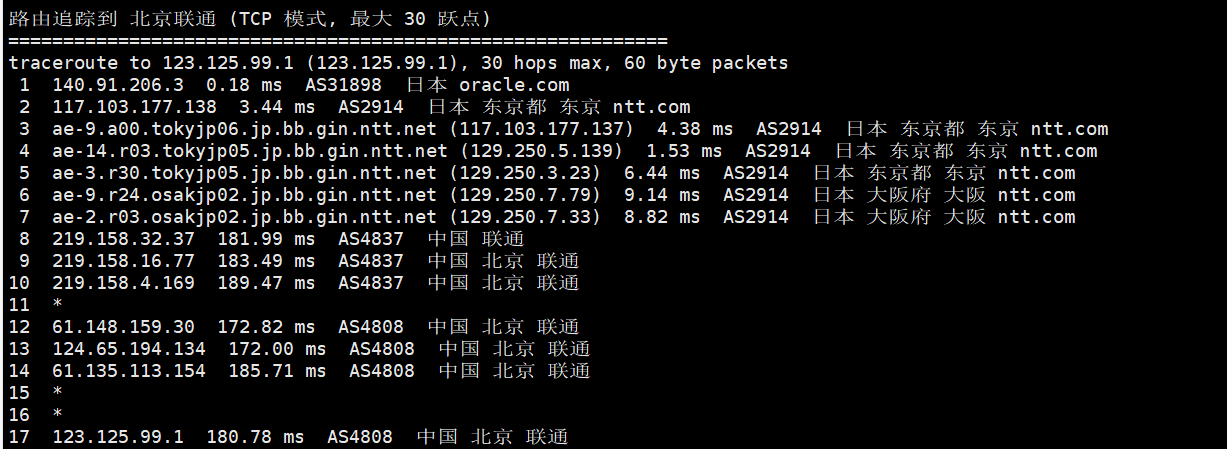 路由追踪到 北京联通 (TCP 模式, 最大 30 跃点)
============================================================
traceroute to 123.125.99.1 (123.125.99.1), 30 hops max, 60 byte packets
1 140.91.206.3 0.18 ms AS31898 日本 oracle.com
2 117.103.177.138 3.44 ms AS2914 日本 东京都 东京 ntt.com
3 ae-9.a00.tokyjp06.jp.bb.gin.ntt.net (117.103.177.137) 4.38 ms AS2914 日本 东京都 东京 ntt.com
4 ae-14.r03.tokyjp05.jp.bb.gin.ntt.net (129.250.5.139) 1.53 ms AS2914 日本 东京都 东京 ntt.com
5 ae-3.r30.tokyjp05.jp.bb.gin.ntt.net (129.250.3.23) 6.44 ms AS2914 日本 东京都 东京 ntt.com
6 ae-9.r24.osakjp02.jp.bb.gin.ntt.net (129.250.7.79) 9.14 ms AS2914 日本 大阪府 大阪 ntt.com
7 ae-2.r03.osakjp02.jp.bb.gin.ntt.net (129.250.7.33) 8.82 ms AS2914 日本 大阪府 大阪 ntt.com
8 219.158.32.37 181.99 ms AS4837 中国 联通
9 219.158.16.77 183.49 ms AS4837 中国 北京 联通
10 219.158.4.169 189.47 ms AS4837 中国 北京 联通
11 *
12 61.148.159.30 172.82 ms AS4808 中国 北京 联通
13 124.65.194.134 172.00 ms AS4808 中国 北京 联通
14 61.135.113.154 185.71 ms AS4808 中国 北京 联通
15 *
16 *
17 123.125.99.1 180.78 ms AS4808 中国 北京 联通